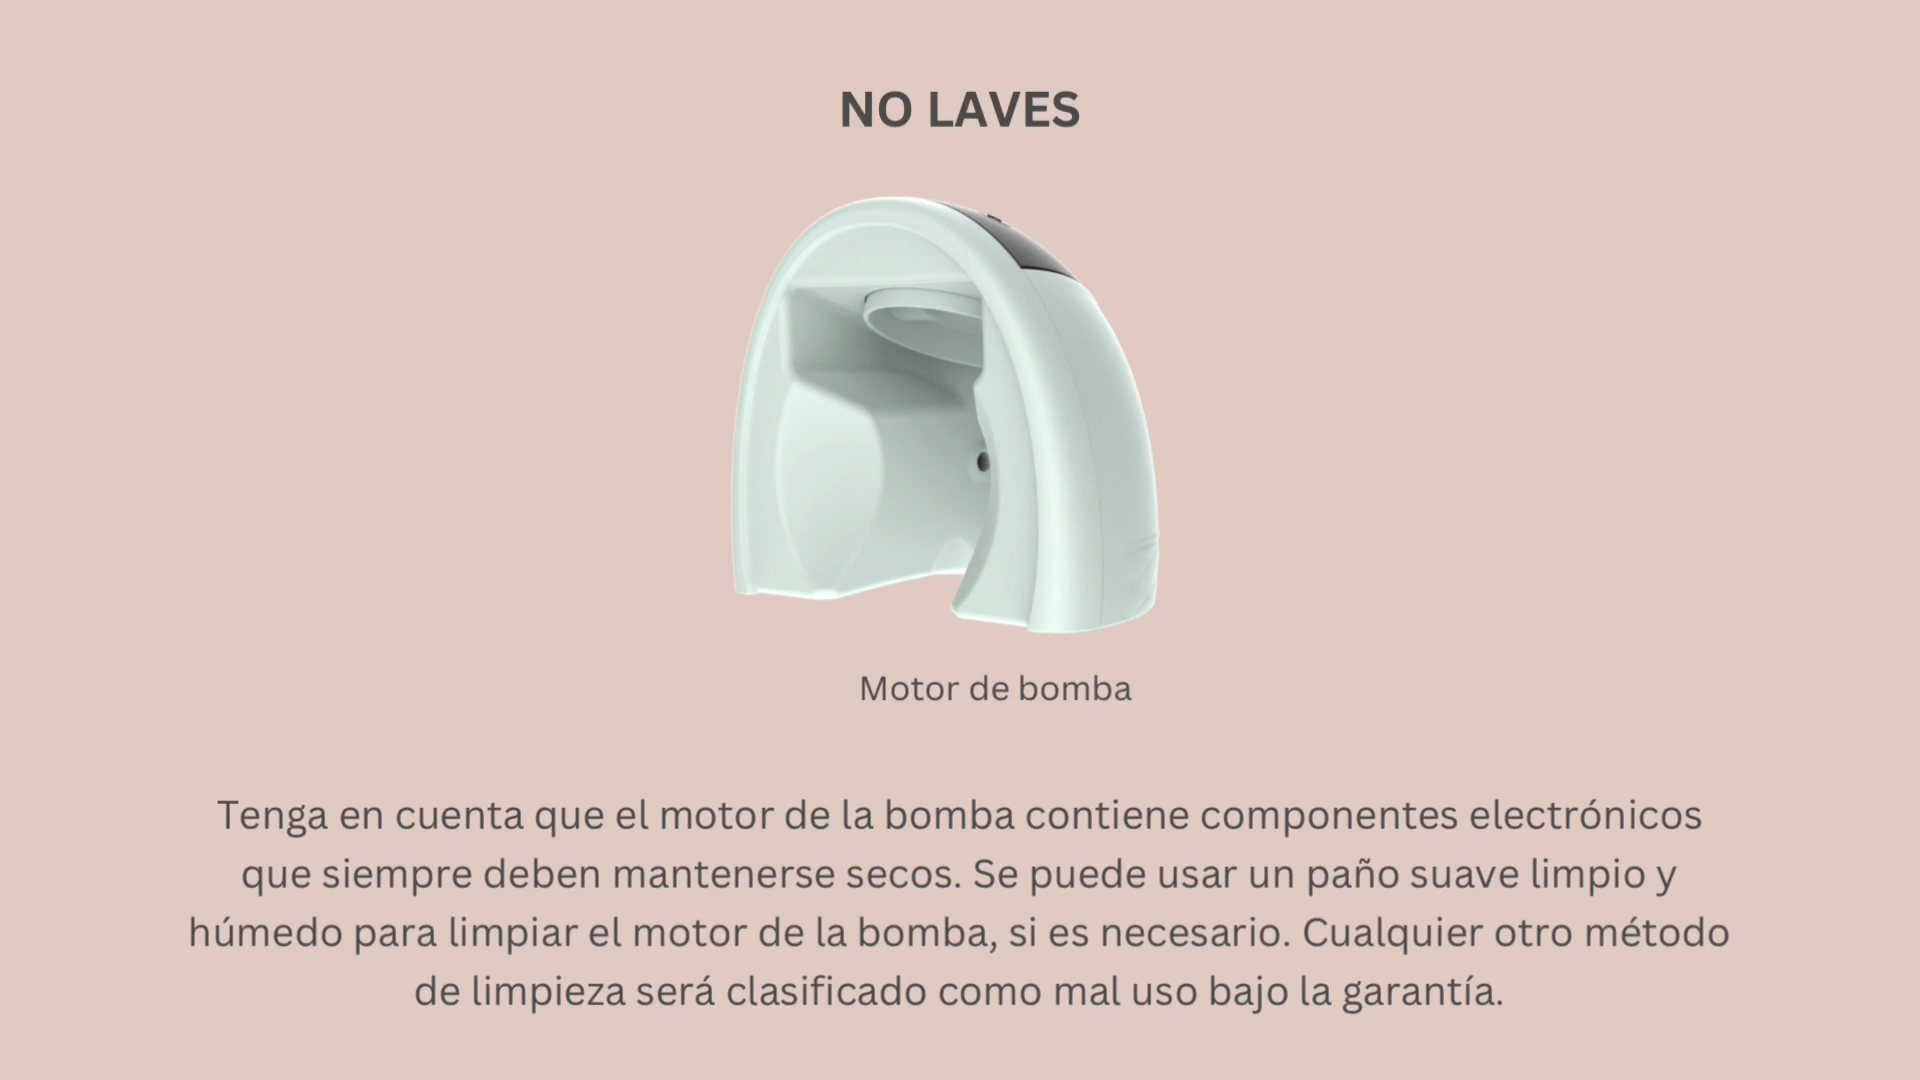 NO LAVES
Motor de bomba
Tenga en cuenta que el motor de la bomba contiene componentes electrónicos
que siempre deben mantenerse secos. Se puede usar un paño suave limpio y
húmedo para limpiar el motor de la bomba, si es necesario. Cualquier otro método
de limpieza será clasificado como mal uso bajo la garantía.